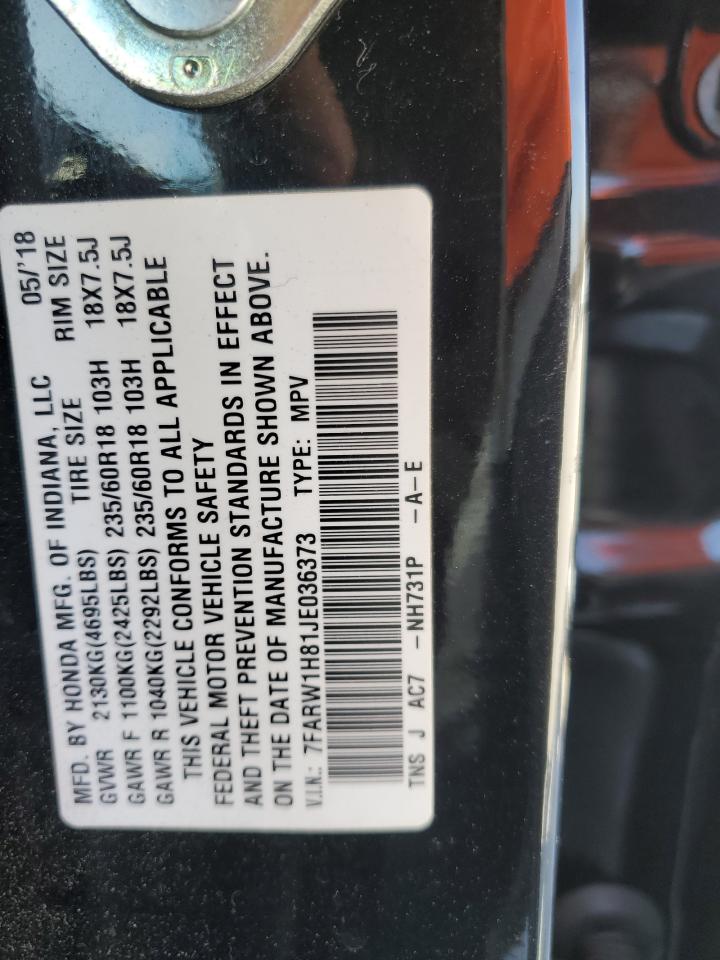 MFD. BY HONDA MFG. OF INDIANA, LLC 05/'18
TIRE SIZE RIM SIZE
GVWR 2130KG(4695LBS)
GAWR F 1100KG(2425LBS) 235/60R18 103H 18X7.5J
GAWR R 1040KG(2292LBS) 235/60R18 103H 18X7.5J
THIS VEHICLE CONFORMS TO ALL APPLICABLE
FEDERAL MOTOR VEHICLE SAFETY
AND THEFT PREVENTION STANDARDS IN EFFECT
ON THE DATE OF MANUFACTURE SHOWN ABOVE.
V.I.N.: 7FARW1H81JE036373 TYPE: MPV
TNS J AC7 -NH731P -A-E